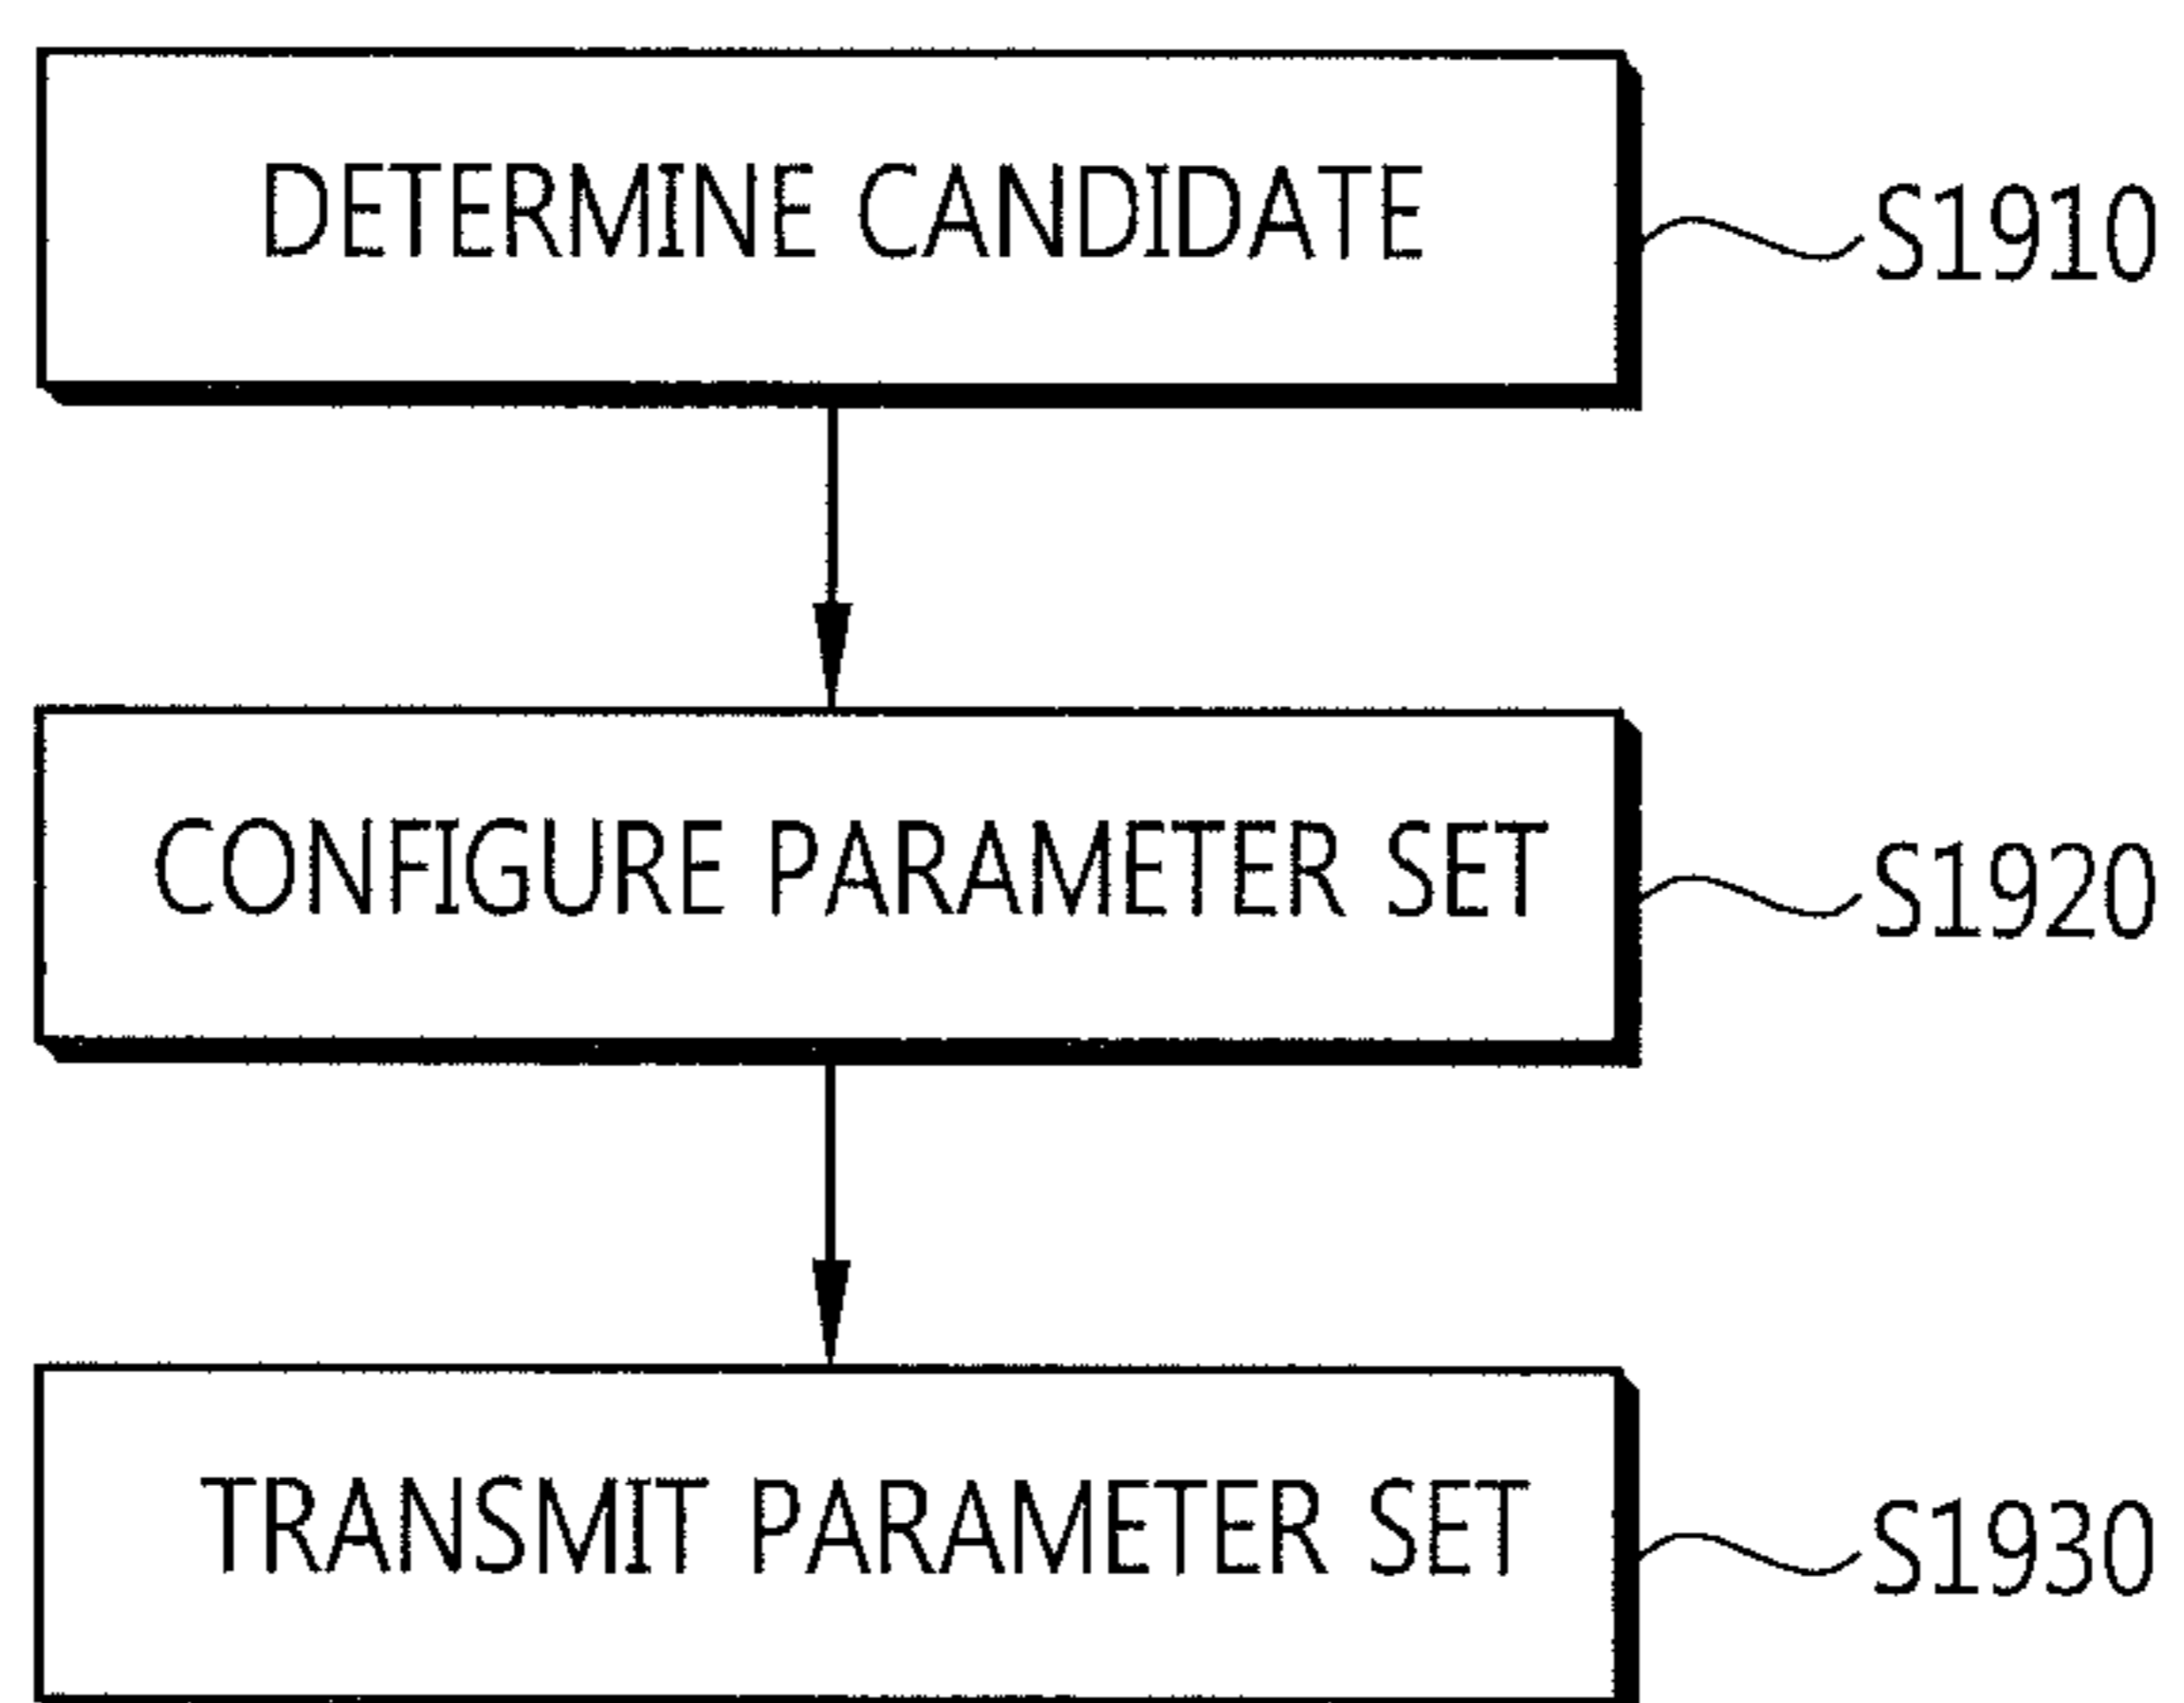 DETERMINE CANDIDATE
S1910
CONFIGURE PARAMETER SET
S1920
TRANSMIT PARAMETER SET
S1930